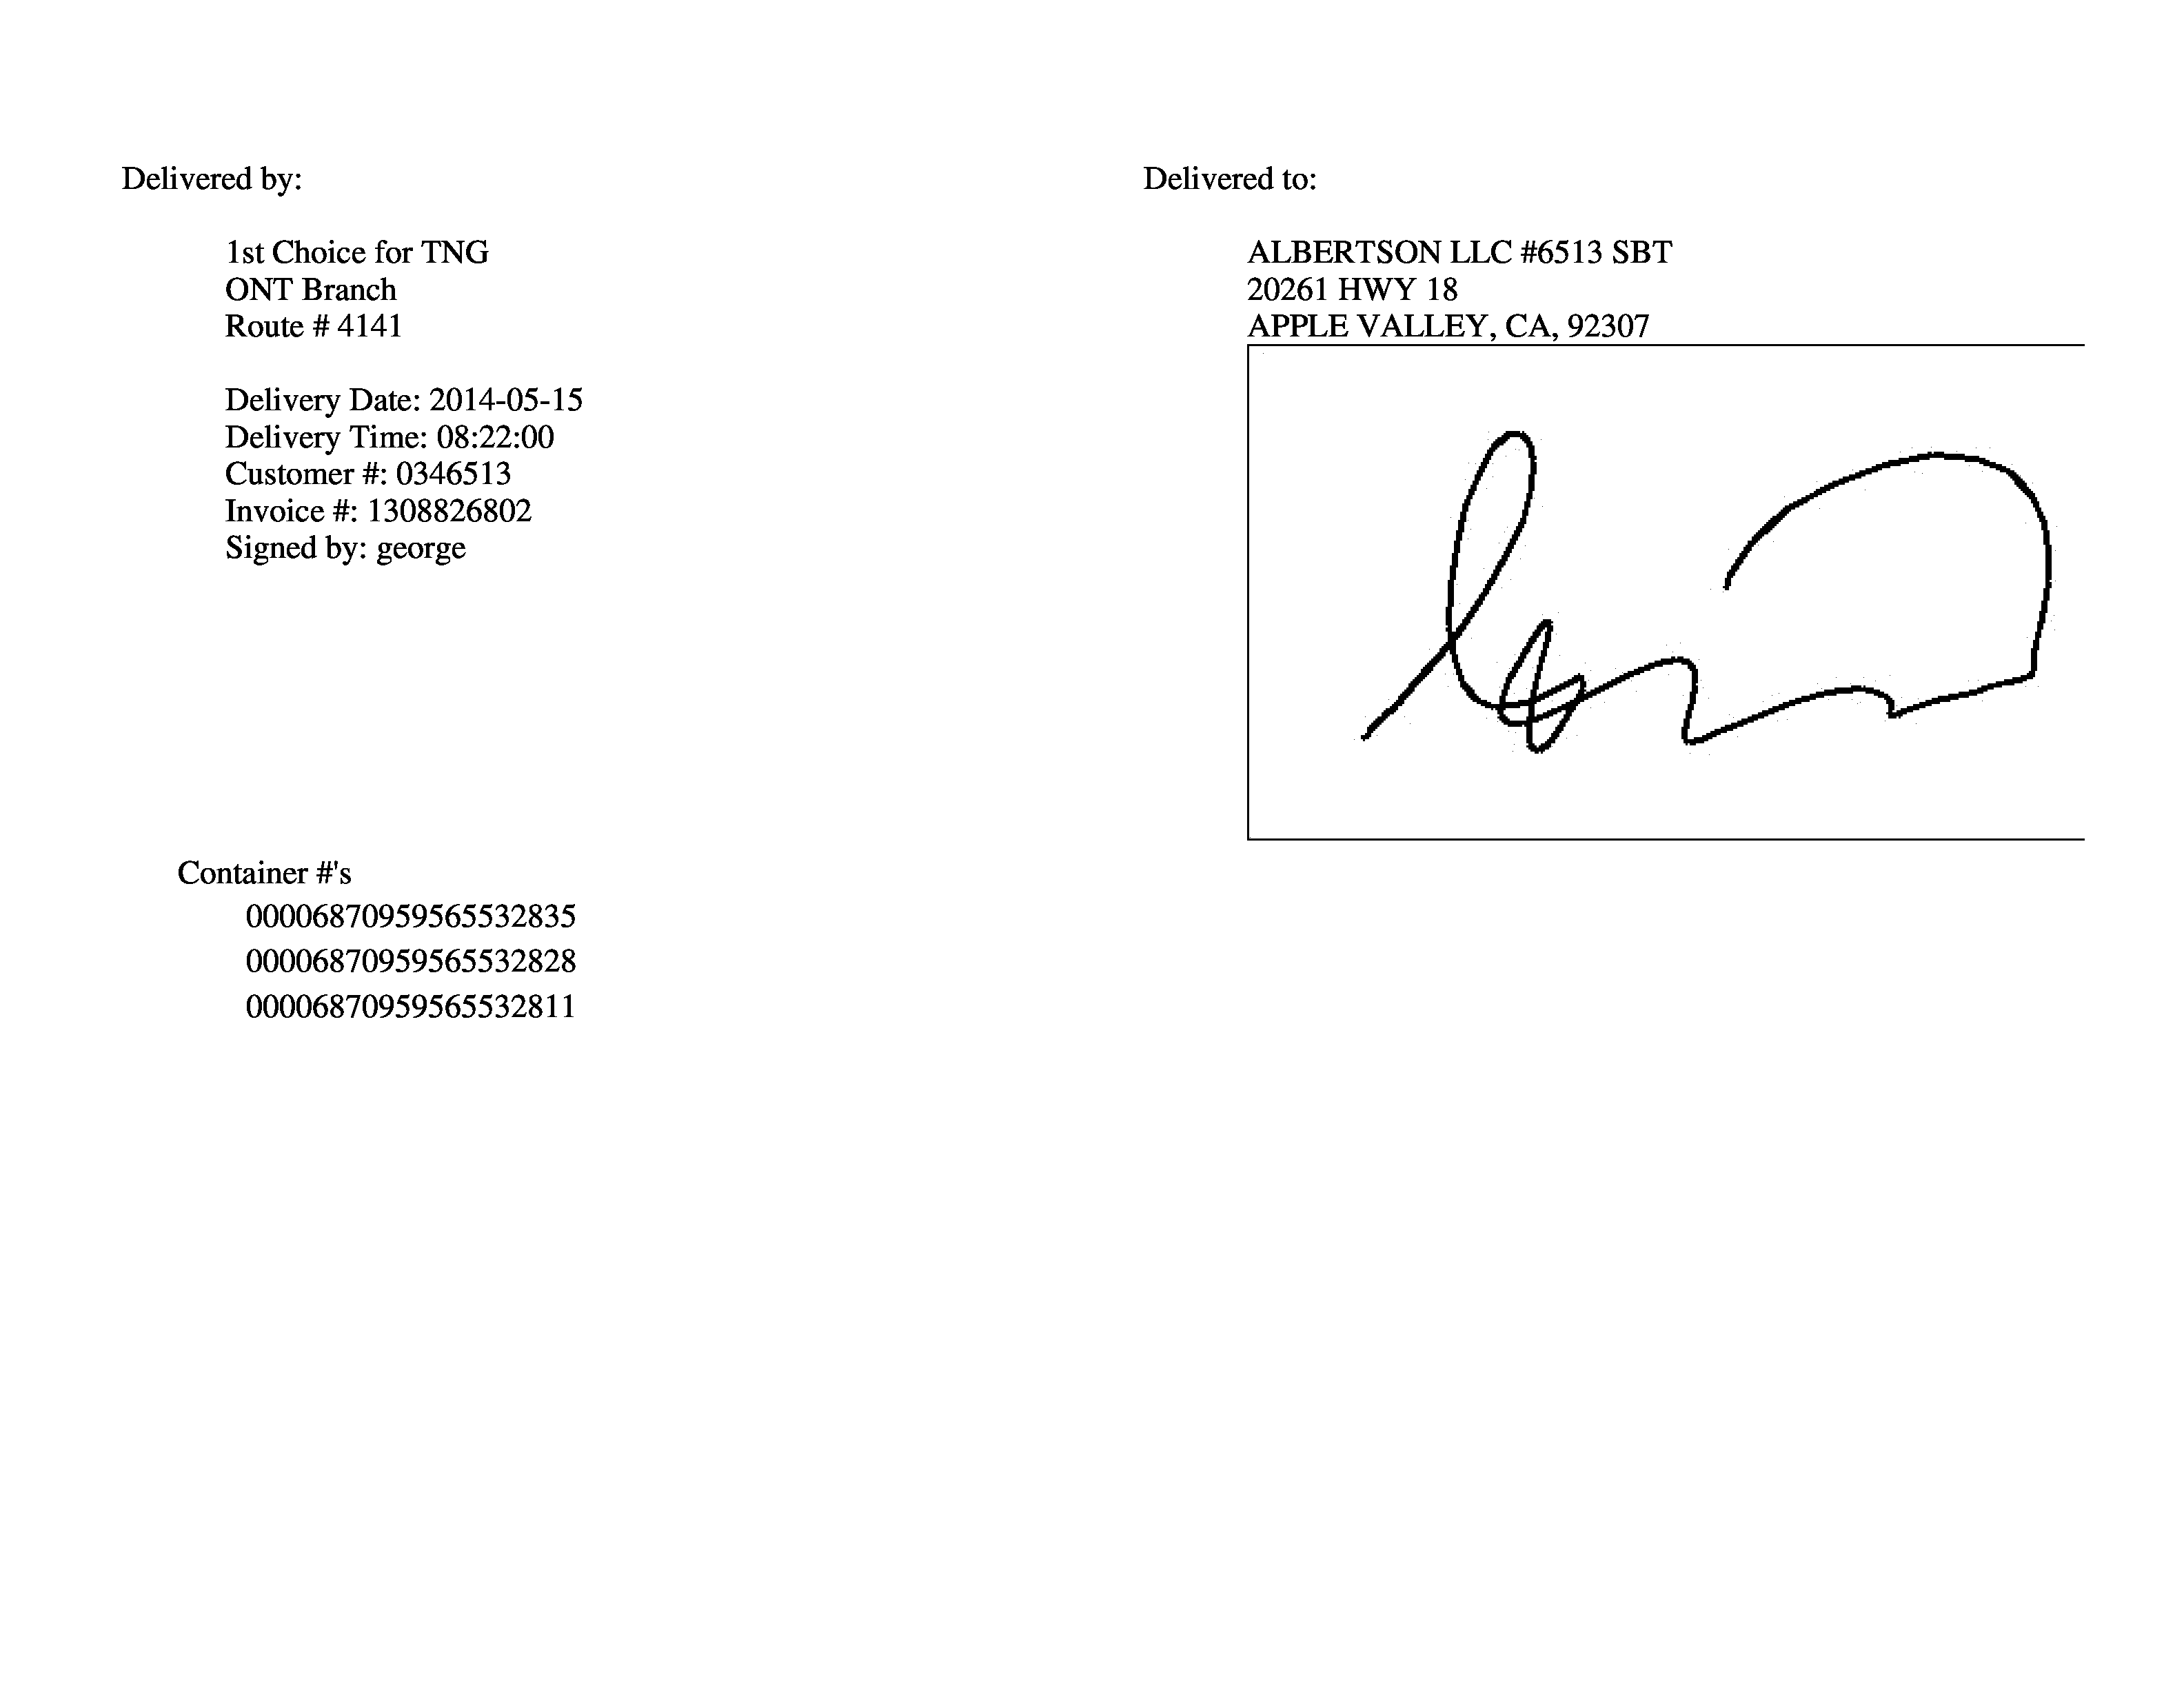 Delivered by:
1st Choice for TNG
ONT Branch
Route # 4141
Delivery Date: 2014-05-15
Delivery Time: 08:22:00
Customer #: 0346513
Invoice #: 1308826802
Signed by: george
Delivered to:
ALBERTSON LLC #6513 SBT
20261 HWY 18
APPLE VALLEY, CA, 92307
Container #'s
00006870959565532835
00006870959565532828
00006870959565532811